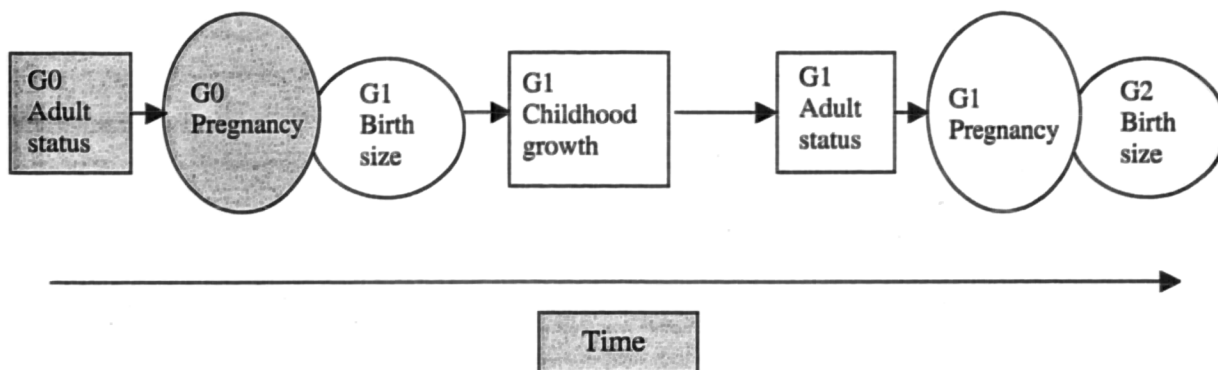 G0
Adult
status
G0
Pregnancy
G1
Birth
size
G1
Childhood
growth
G1
Adult
status
G1
Pregnancy
G2
Birth
size
Time